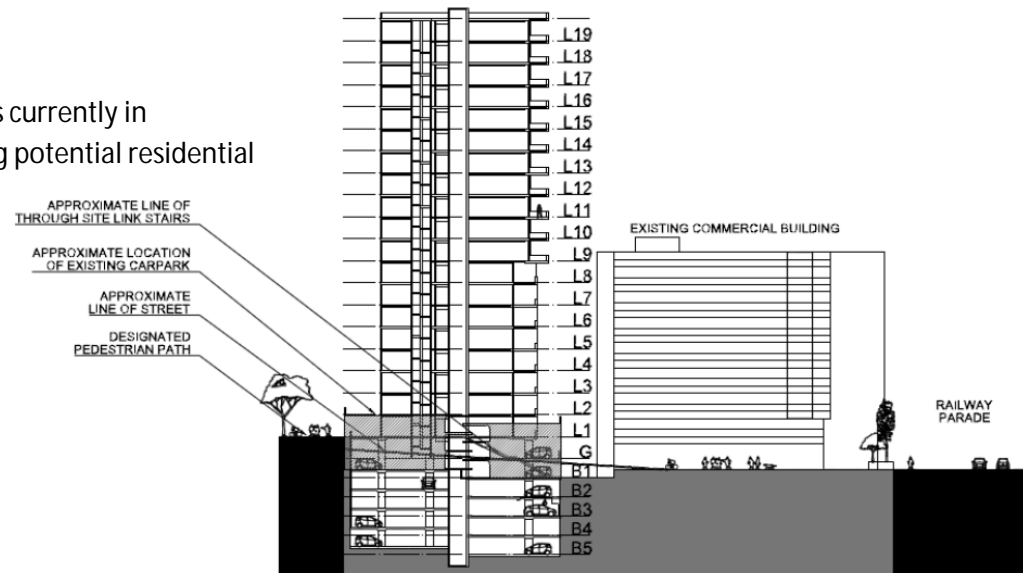 s currently in
g potential residential
APPROXIMATE LINE OF
THROUGH SITE LINK STAIRS
APPROXIMATE LOCATION
OF EXISTING CARPARK
APPROXIMATE
LINE OF STREET
DESIGNATED
PEDESTRIAN PATH
L19
L18
L17
L16
L15
L14
L13
L12
L11
L10
L9
L8
L7
L6
L5
L4
L3
L2
L1
G
B1
B2
B3
B4
B5
EXISTING COMMERCIAL BUILDING
RAILWAY
PARADE